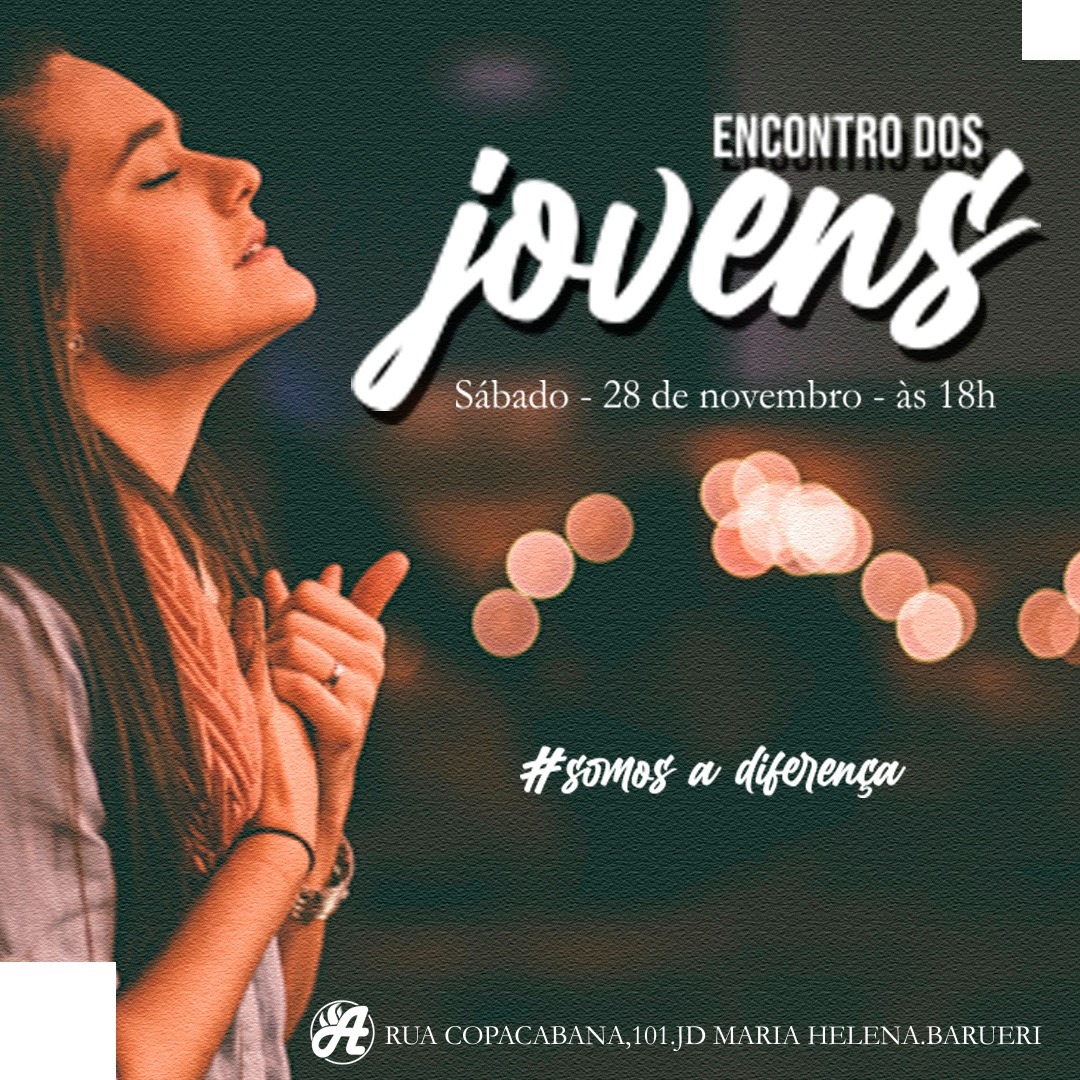 ENCONTRO DOS
jovens
Sábado - 28 de novembro - às 18h
#somos a diferença
A RUA COPACABANA,101.JD MARIA HELENA.BARUERI